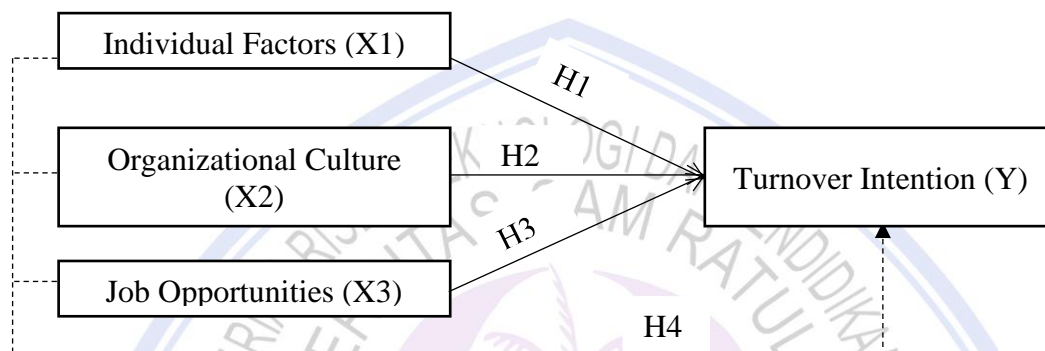 Individual Factors (X1)
H1
Organizational Culture
(X2)
H2
Turnover Intention (Y)
H3
Job Opportunities (X3)
H4